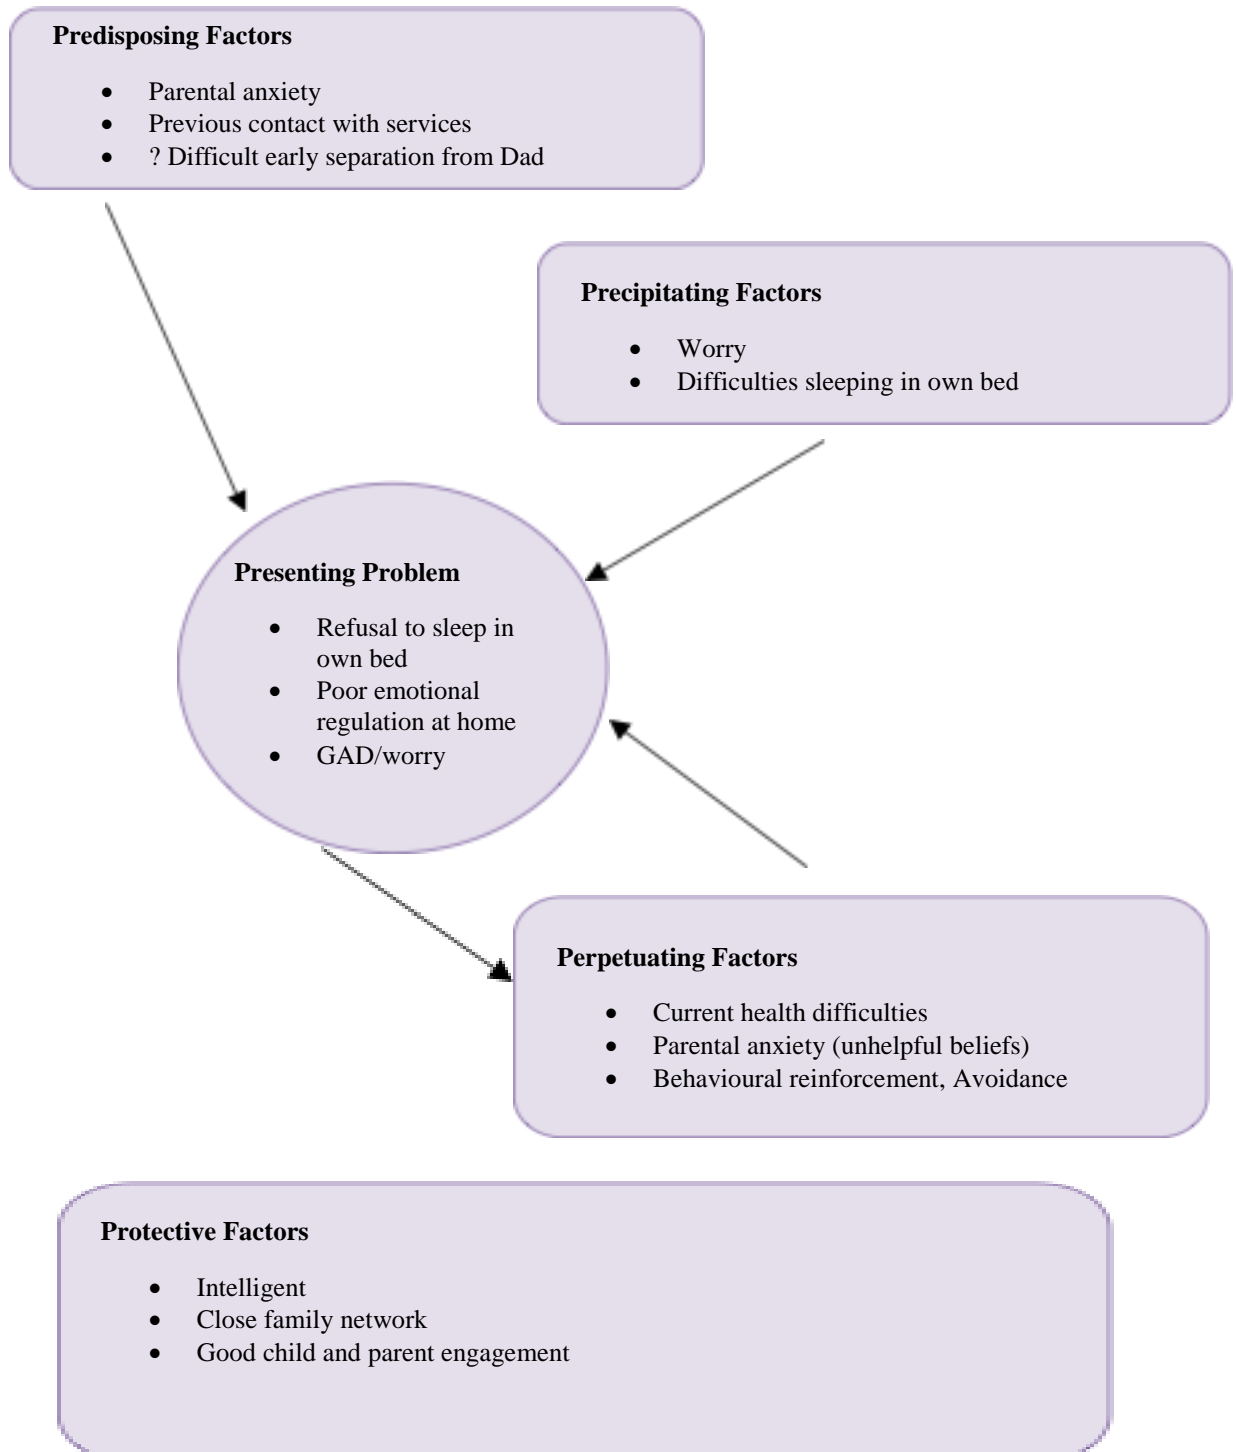 Predisposing Factors
• Parental anxiety
• Previous contact with services
• ? Difficult early separation from Dad
Precipitating Factors
• Worry
• Difficulties sleeping in own bed
Presenting Problem
• Refusal to sleep in
own bed
• Poor emotional
regulation at home
• GAD/worry
Perpetuating Factors
• Current health difficulties
• Parental anxiety (unhelpful beliefs)
• Behavioural reinforcement, Avoidance
Protective Factors
• Intelligent
• Close family network
• Good child and parent engagement